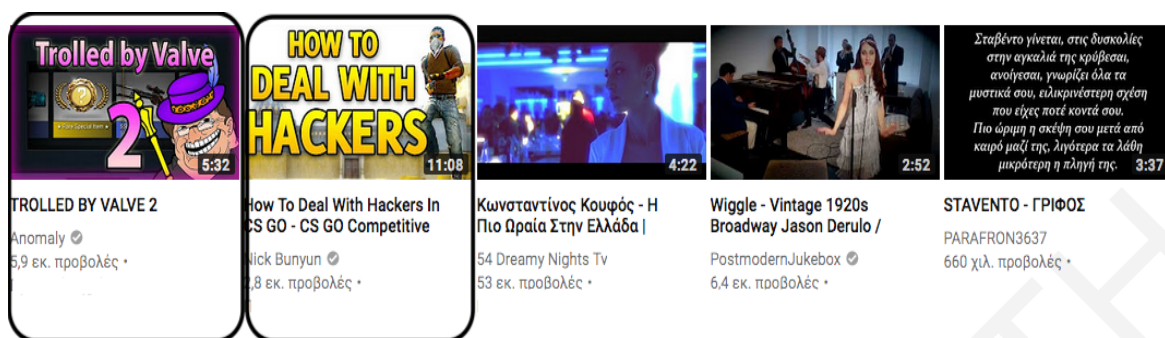 Trolled by Valve
2
★ Rare Special Item ★
5:32
TROLLED BY VALVE 2
Anomaly
5,9 εκ. προβολές •
HOW TO
DEAL WITH
HACKERS
11:08
How To Deal With Hackers In
CS GO - CS GO Competitive
Nick Bunyun
2,8 εκ. προβολές •
4:22
Κωνσταντίνος Κουφός - Η
Πιο Ωραία Στην Ελλάδα |
54 Dreamy Nights Tv
53 εκ. προβολές •
2:52
Wiggle - Vintage 1920s
Broadway Jason Derulo /
PostmodernJukebox
6,4 εκ. προβολές •
Σταβέντο γίνεται, στις δυσκολίες
στην αγκαλιά της κρύβεσαι,
ανοίγεσαι, γνωρίζει όλα τα
μυστικά σου, ειλικρινέστερη σχέση
που είχες ποτέ κοντά σου.
Πιο ώριμη η σκέψη σου μετά από
καιρό μαζί της, λιγότερα τα λάθη
μικρότερη η πληγή της.
3:37
STAVENTO - ΓΡΙΦΟΣ
PARAFRON3637
660 χιλ. προβολές •